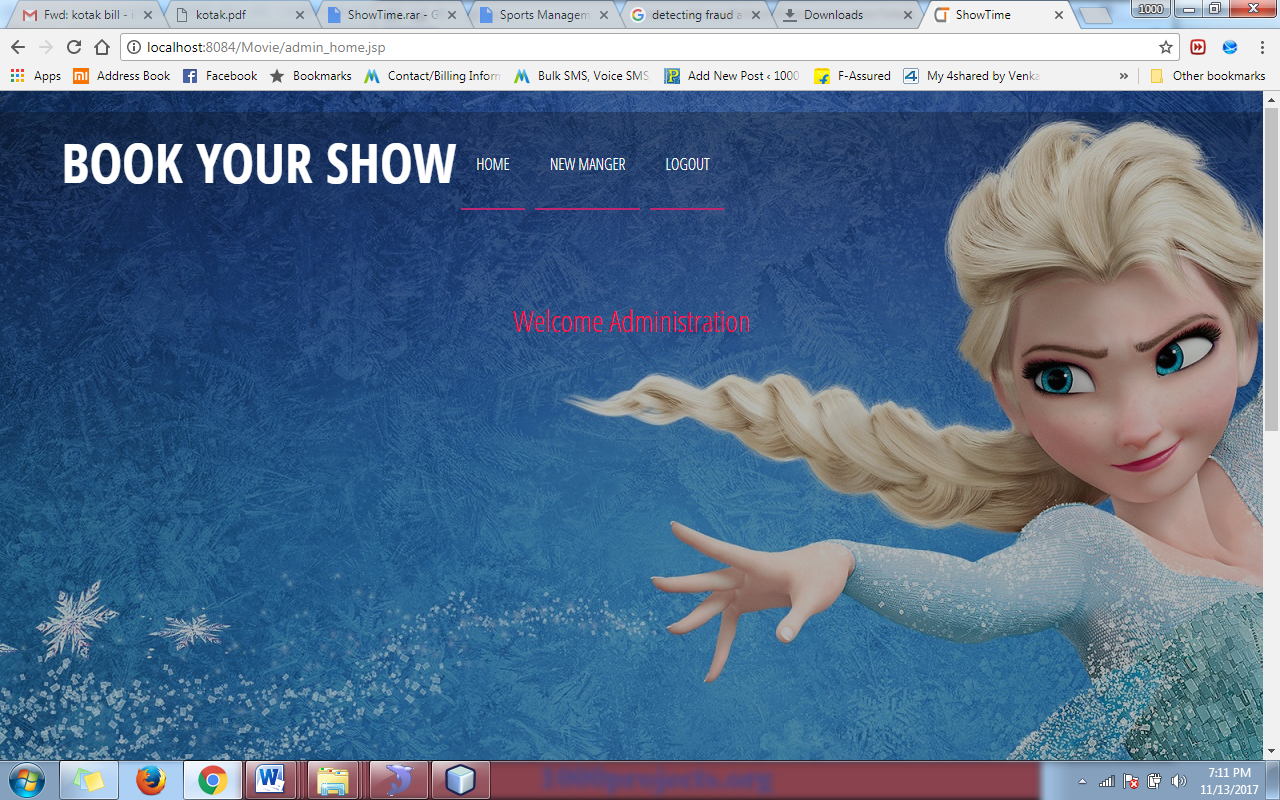 Fwd: kotak bill - i
kotak.pdf
ShowTime.rar - G
Sports Managem
detecting fraud a
Downloads
ShowTime
1000
localhost:8084/Movie/admin_home.jsp
Apps
Address Book
Facebook
Bookmarks
Contact/Billing Inform
Bulk SMS, Voice SMS
Add New Post ‹ 1000
F-Assured
My 4shared by Venka
»
Other bookmarks
BOOK YOUR SHOW
HOME
NEW MANGER
LOGOUT
Welcome Administration
1000projects.org
7:11 PM
11/13/2017